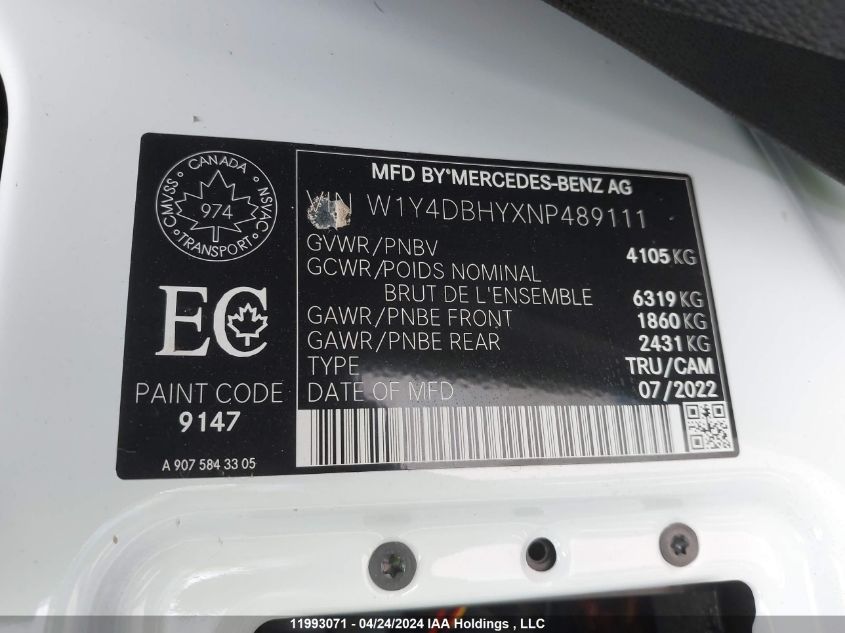 CANADA
CMVSS NSVAC
974
TRANSPORT
EC
PAINT CODE
9147
A 907 584 33 05
MFD BY MERCEDES-BENZ AG
VIN W1Y4DBHYXNP489111
GVWR/PNBV 4105 KG
GCWR/POIDS NOMINAL
BRUT DE L'ENSEMBLE 6319 KG
GAWR/PNBE FRONT 1860 KG
GAWR/PNBE REAR 2431 KG
TYPE TRU/CAM
DATE OF MFD 07/2022
11993071 - 04/24/2024 IAA Holdings , LLC